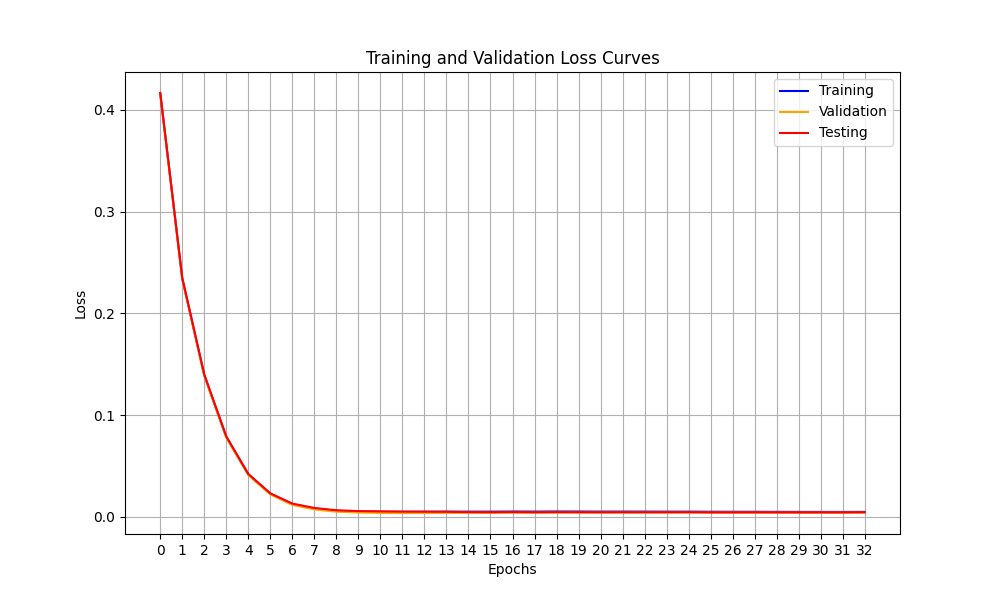 Training and Validation Loss Curves
Training
Validation
Testing
Loss
0.4
0.3
0.2
0.1
0.0
0 1 2 3 4 5 6 7 8 9 10 11 12 13 14 15 16 17 18 19 20 21 22 23 24 25 26 27 28 29 30 31 32
Epochs